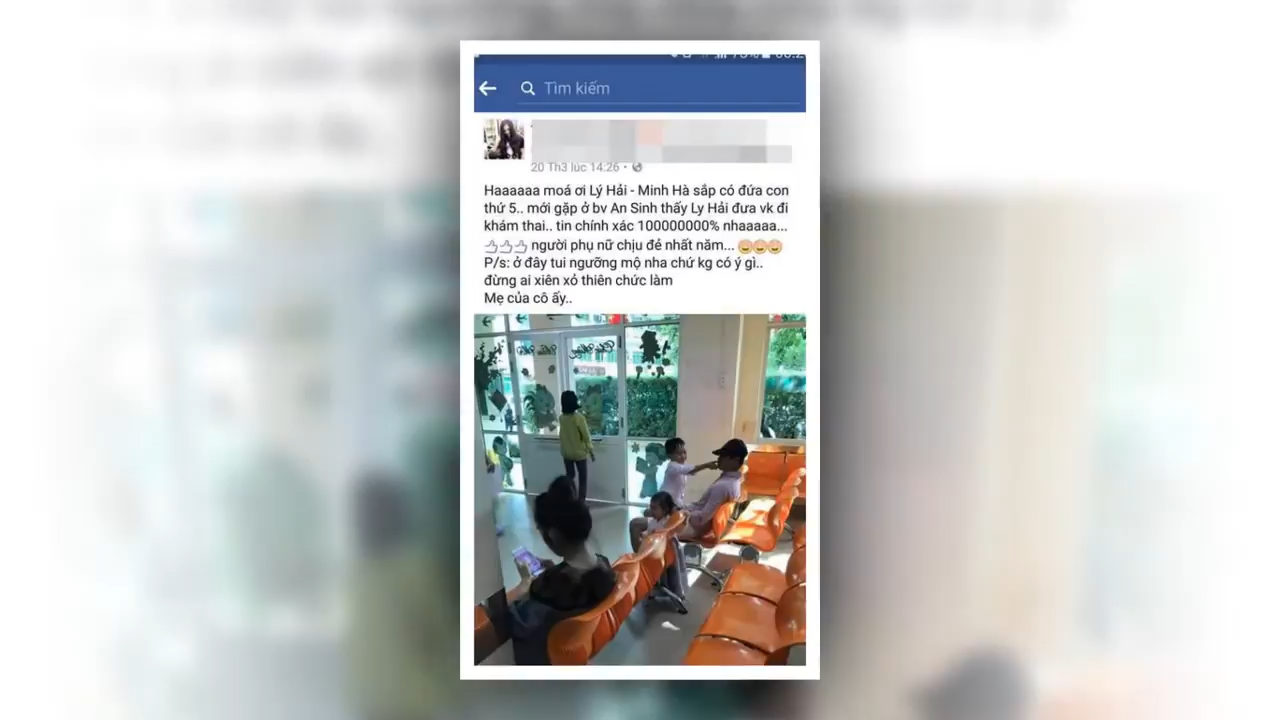 Tìm kiếm
20 Th3 lúc 14:26
Haaaaaa moá ơi Lý Hải - Minh Hà sắp có đứa con
thứ 5.. mới gặp ở bv An Sinh thấy Ly Hải đưa vk đi
khám thai.. tin chính xác 100000000% nhaaaaa...
người phụ nữ chịu đẻ nhất năm...
P/s: ở đây tui ngưỡng mộ nha chứ kg có ý gì..
đừng ai xiên xỏ thiên chức làm
Mẹ của cô ấy..